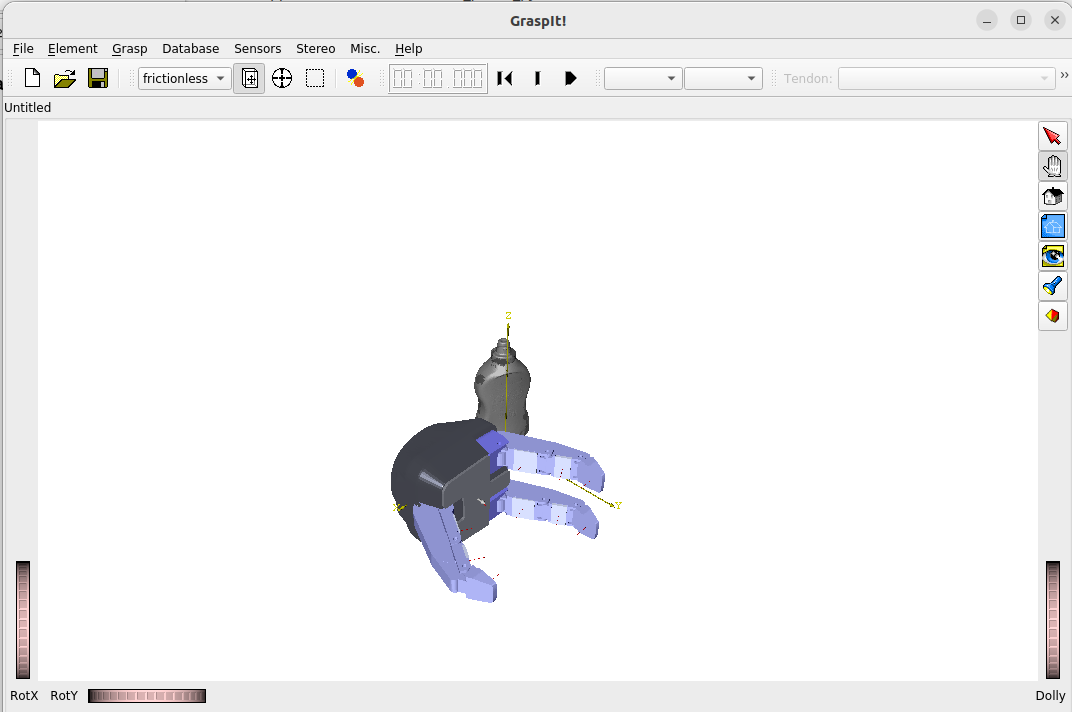 GraspIt!
File Element Grasp Database Sensors Stereo Misc. Help
frictionless Tendon: »
Untitled
Z
Y
X
RotX RotY Dolly